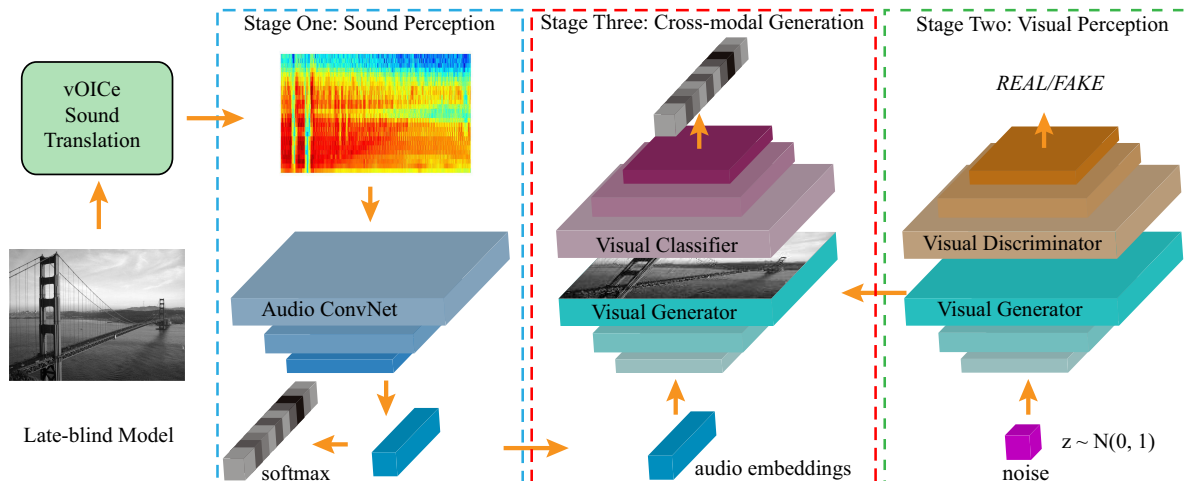 Stage One: Sound Perception
Stage Three: Cross-modal Generation
Stage Two: Visual Perception
vOICe
Sound
Translation
REAL/FAKE
Visual Classifier
Visual Discriminator
Audio ConvNet
Visual Generator
Visual Generator
Late-blind Model
softmax
audio embeddings
noise
z ~ N(0, 1)